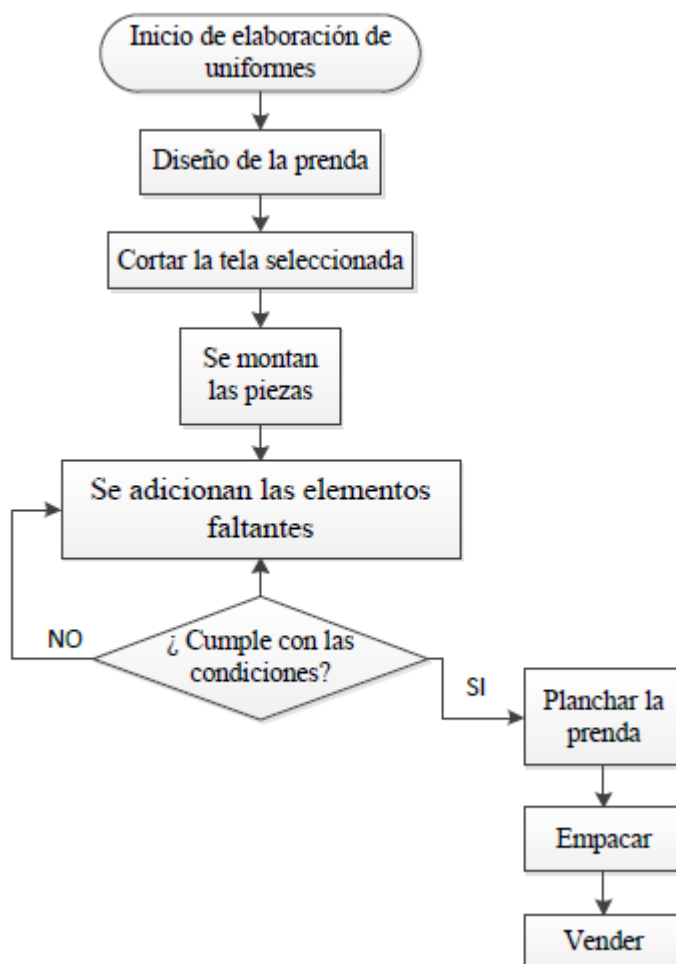 Inicio de elaboración de
uniformes
Diseño de la prenda
Cortar la tela seleccionada
Se montan
las piezas
Se adicionan las elementos
faltantes
NO
¿ Cumple con las
condiciones?
SI
Planchar la
prenda
Empacar
Vender